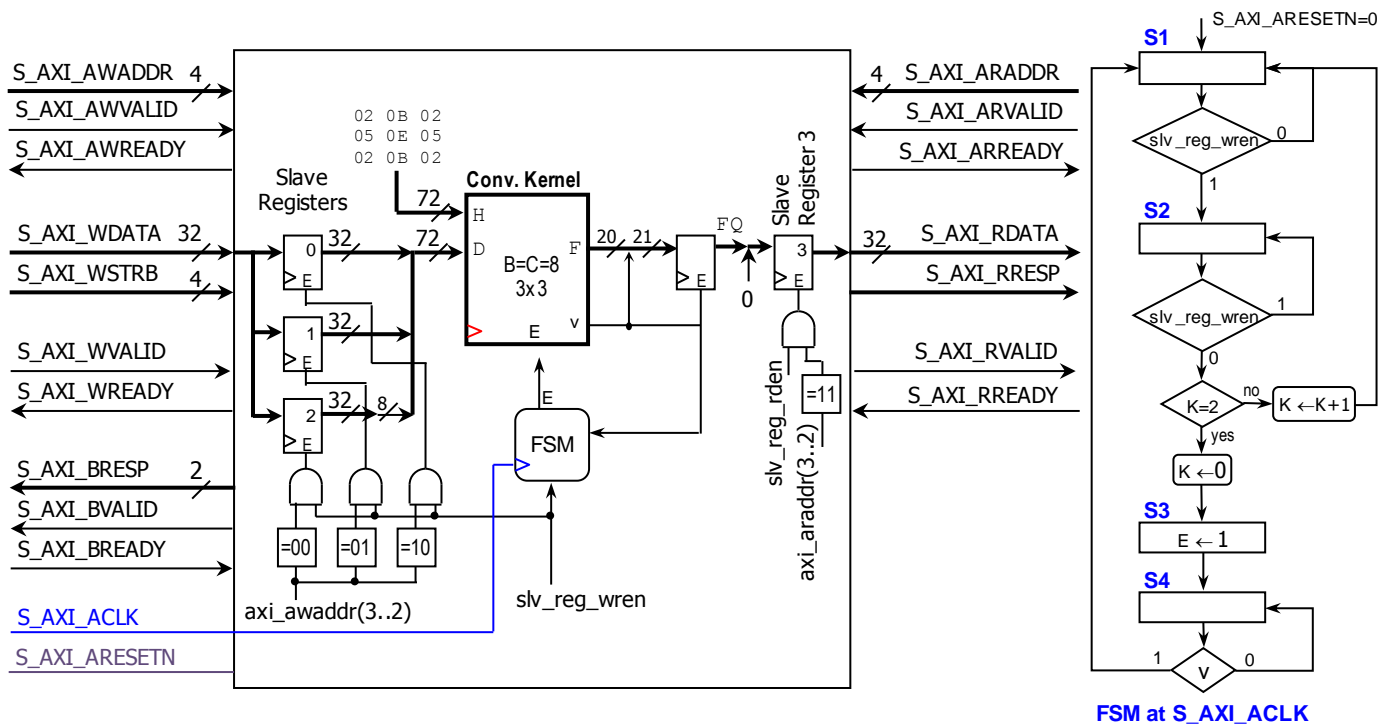 S_AXI_AWADDR 4
S_AXI_AWVALID
S_AXI_AWREADY
S_AXI_WDATA 32
S_AXI_WSTRB 4
S_AXI_WVALID
S_AXI_WREADY
S_AXI_BRESP 2
S_AXI_BVALID
S_AXI_BREADY
S_AXI_ACLK
S_AXI_ARESETN
02 0B 02
05 0E 05
02 0B 02
Slave
Registers
0
E
32
1
E
32
2
E
32
8
72
72
Conv. Kernel
H
D
B=C=8
3x3
F
v
E
20
21
E
FQ
0
Slave
Register 3
3
E
E
FSM
=00
=01
=10
axi_awaddr(3..2)
slv_reg_wren
slv_reg_rden
=11
axi_araddr(3..2)
4 S_AXI_ARADDR
S_AXI_ARVALID
S_AXI_ARREADY
32 S_AXI_RDATA
S_AXI_RRESP
S_AXI_RVALID
S_AXI_RREADY
S_AXI_ARESETN=0
S1
slv_reg_wren
0
1
S2
slv_reg_wren
1
0
K=2
no
K ←K+1
yes
K ←0
S3
E ← 1
S4
1
v
0
FSM at S_AXI_ACLK